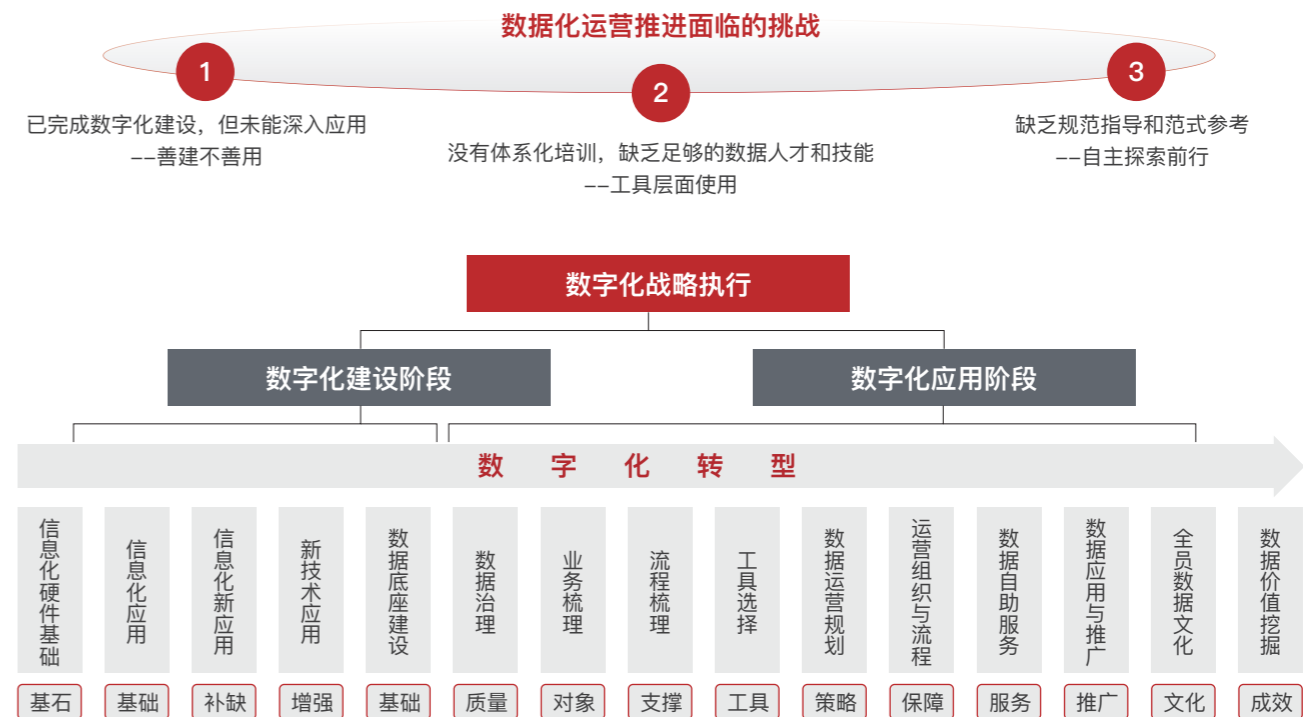 数据化运营推进面临的挑战
1
已完成数字化建设，但未能深入应用
--善建不善用
2
没有体系化培训，缺乏足够的数据人才和技能
--工具层面使用
3
缺乏规范指导和范式参考
--自主探索前行
数字化战略执行
数字化建设阶段
数字化应用阶段
数字化转型
信息化硬件基础
信息化应用
信息化新应用
新技术应用
数据底座建设
数据治理
业务梳理
流程梳理
工具选择
数据运营规划
运营组织与流程
数据自助服务
数据应用与推广
全员数据文化
数据价值挖掘
基石
基础
补缺
增强
基础
质量
对象
支撑
工具
策略
保障
服务
推广
文化
成效